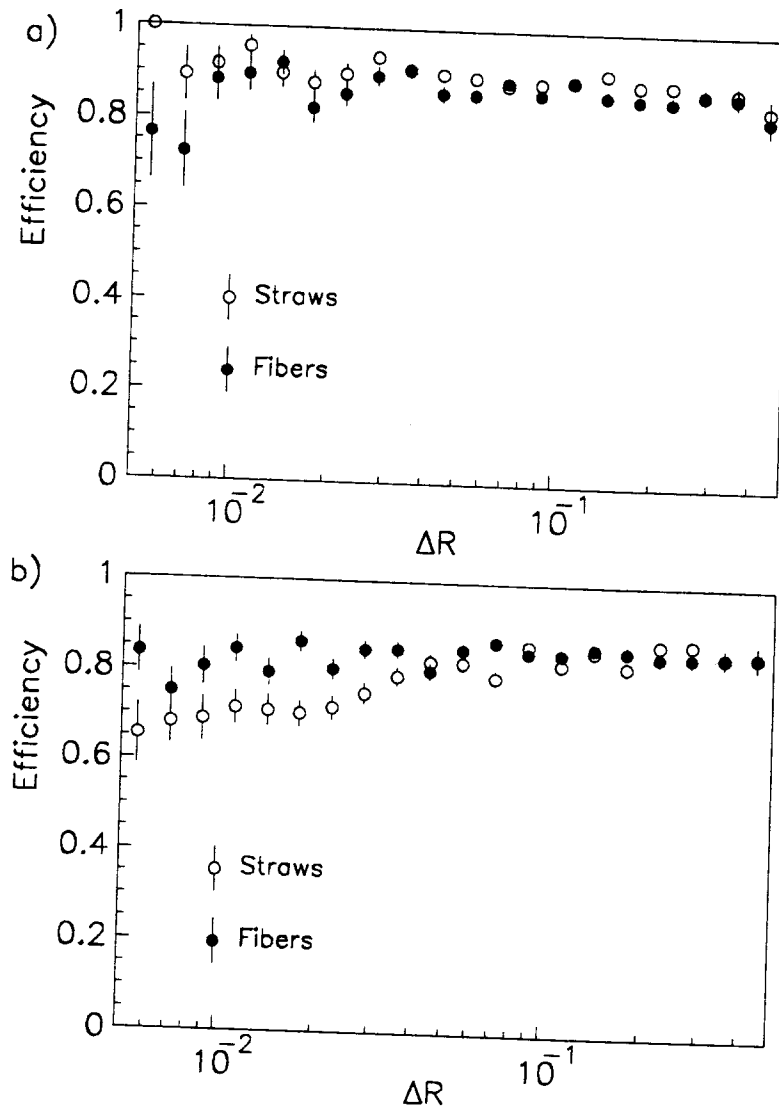 a)
1
0.8
0.6
0.4
0.2
0
Efficiency
Straws
Fibers
10⁻²
10⁻¹
ΔR
b)
1
0.8
0.6
0.4
0.2
0
Efficiency
Straws
Fibers
10⁻²
10⁻¹
ΔR